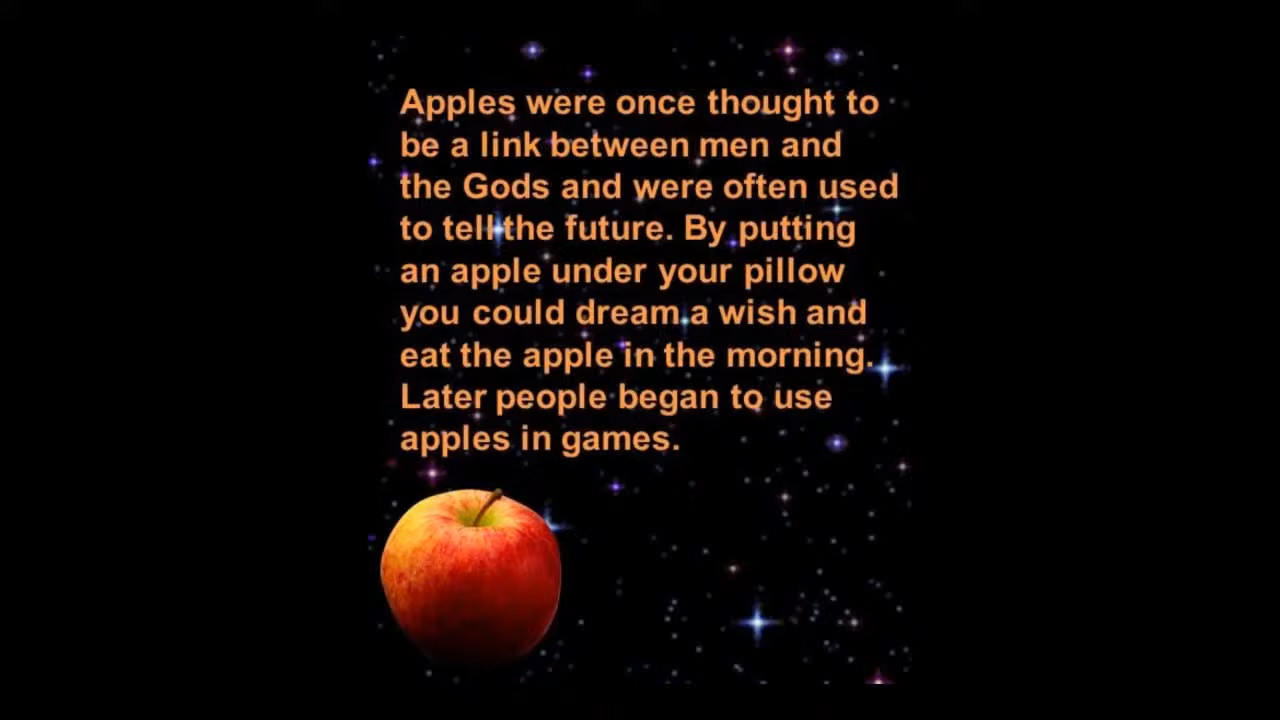 Apples were once thought to
be a link between men and
the Gods and were often used
to tell the future. By putting
an apple under your pillow
you could dream a wish and
eat the apple in the morning.
Later people began to use
apples in games.